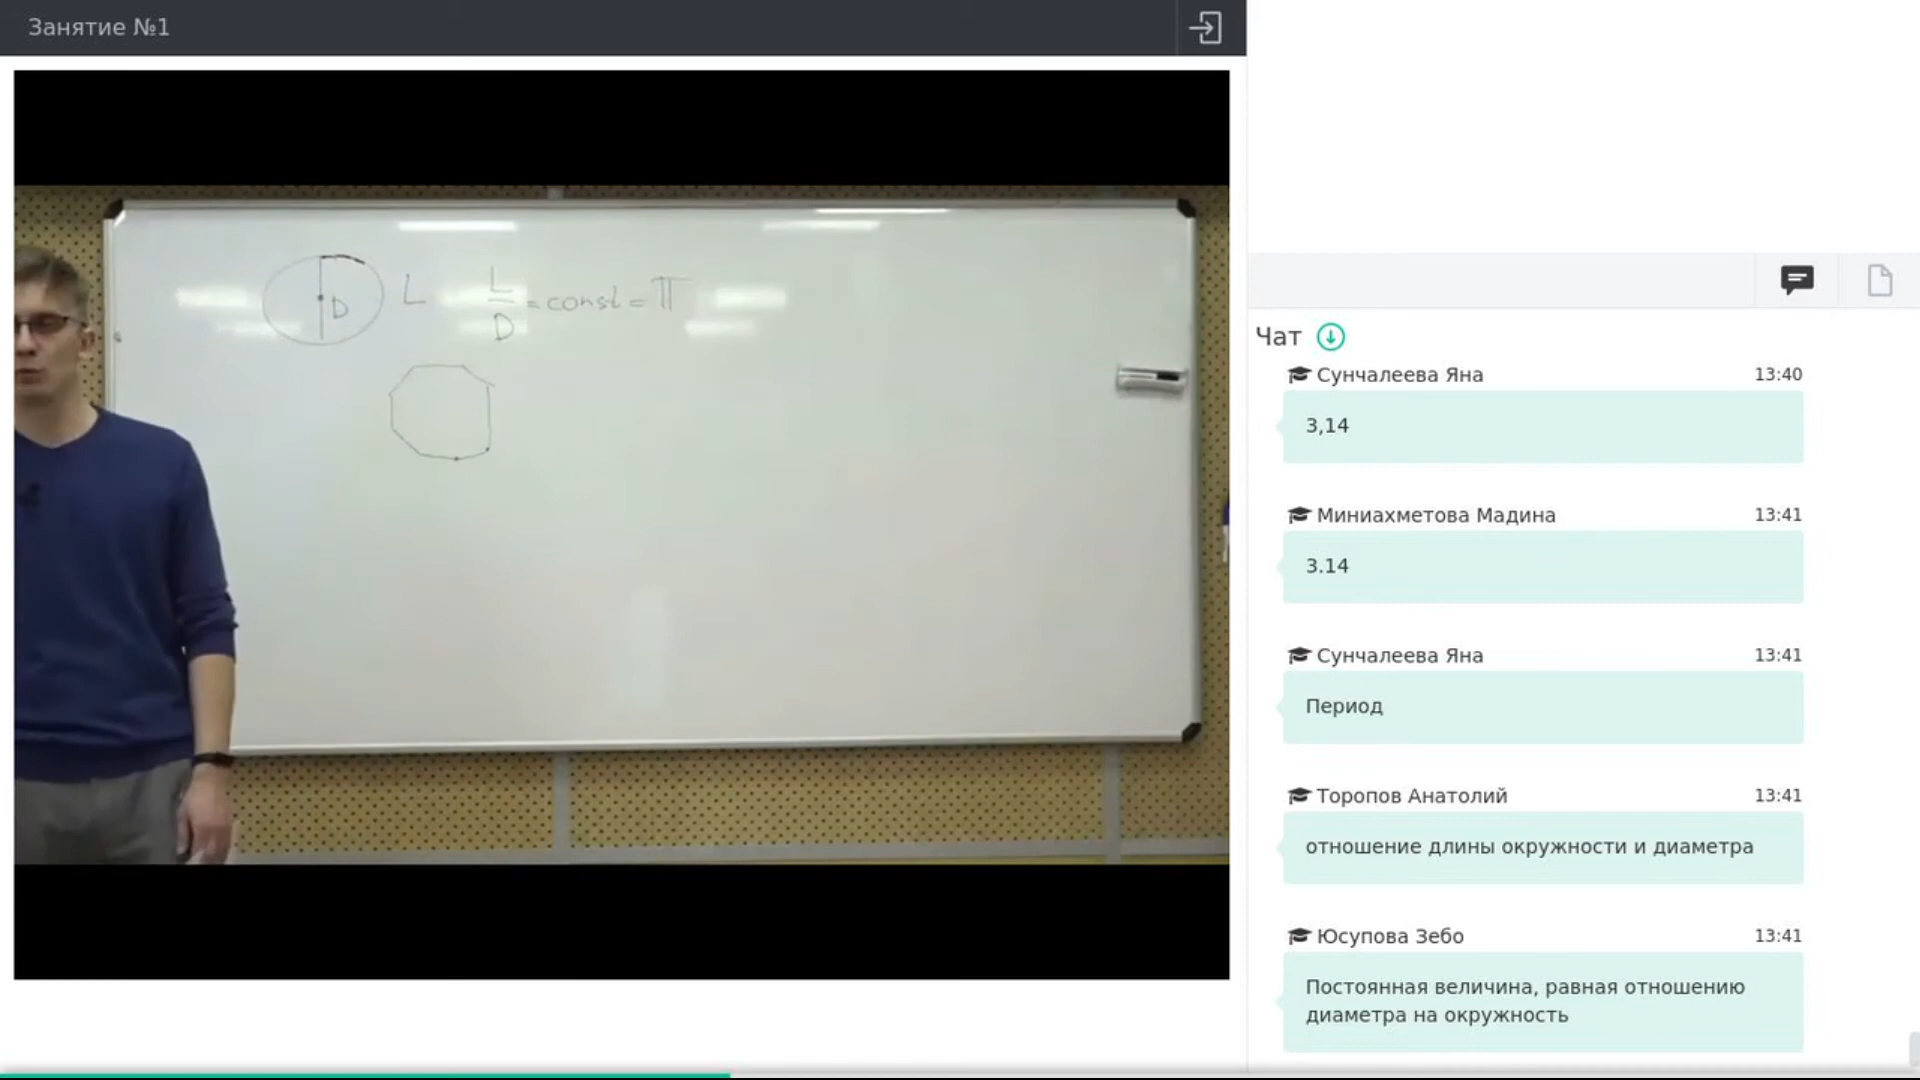 Занятие №1
D
L
L
D
= const = π
Чат
Сунчалеева Яна 13:40
3,14
Миниахметова Мадина 13:41
3.14
Сунчалеева Яна 13:41
Период
Торопов Анатолий 13:41
отношение длины окружности и диаметра
Юсупова Зебо 13:41
Постоянная величина, равная отношению
диаметра на окружность